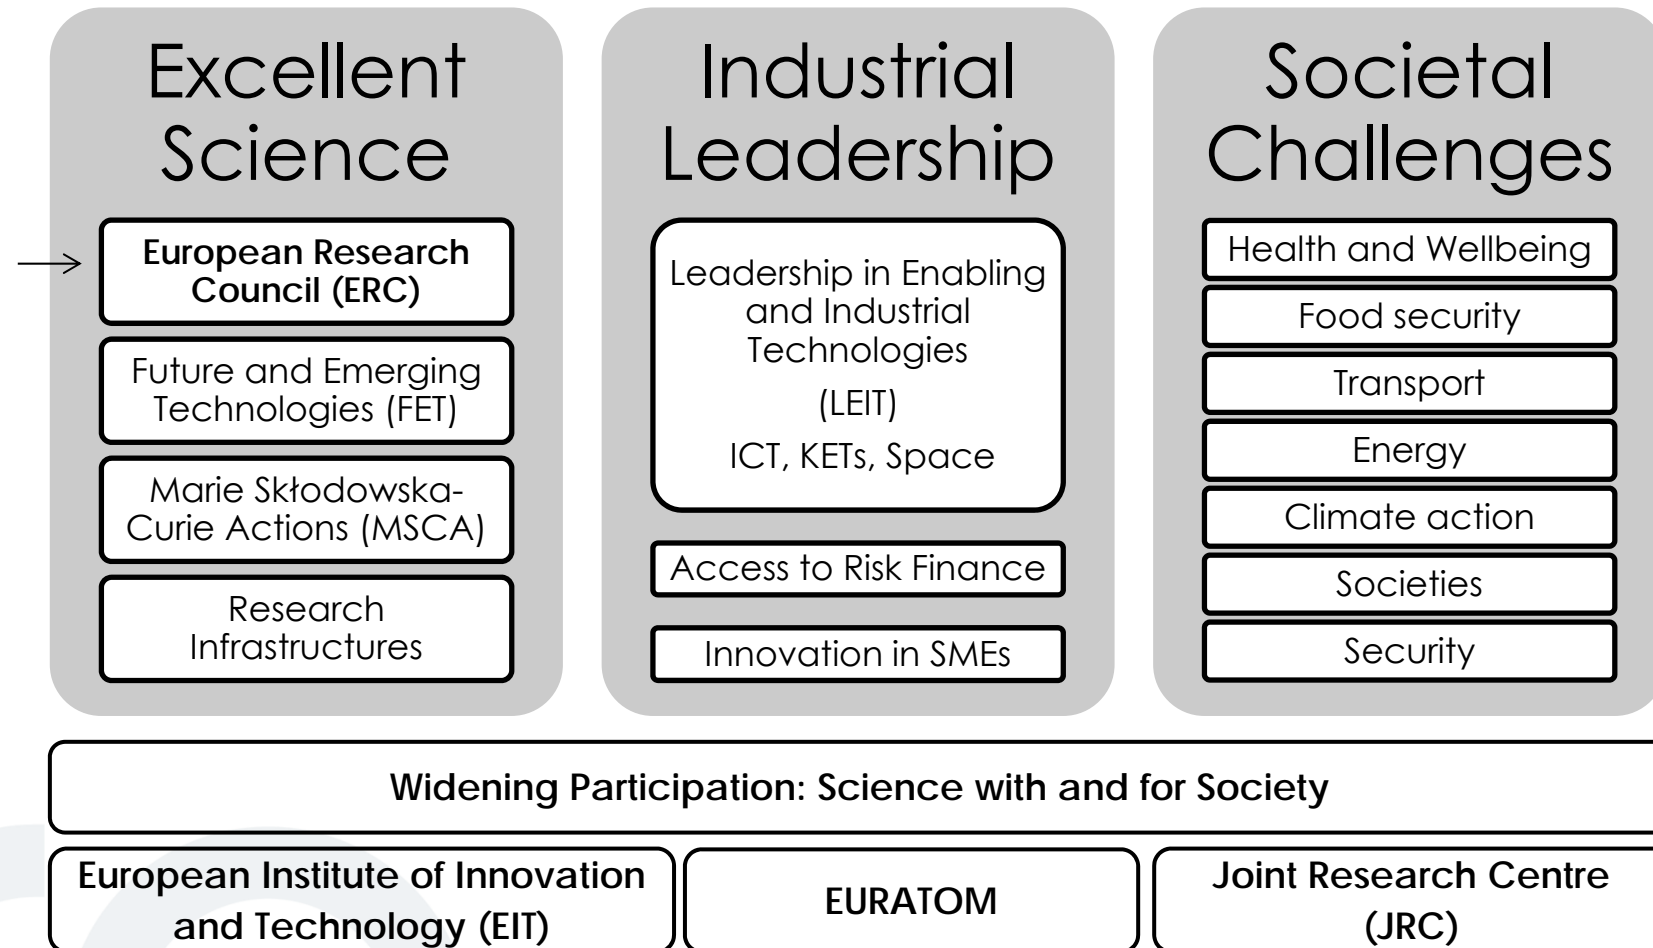 Excellent
Science
European Research
Council (ERC)
Future and Emerging
Technologies (FET)
Marie Skłodowska-
Curie Actions (MSCA)
Research
Infrastructures
Industrial
Leadership
Leadership in Enabling
and Industrial
Technologies
(LEIT)
ICT, KETs, Space
Access to Risk Finance
Innovation in SMEs
Societal
Challenges
Health and Wellbeing
Food security
Transport
Energy
Climate action
Societies
Security
Widening Participation: Science with and for Society
European Institute of Innovation
and Technology (EIT)
EURATOM
Joint Research Centre
(JRC)